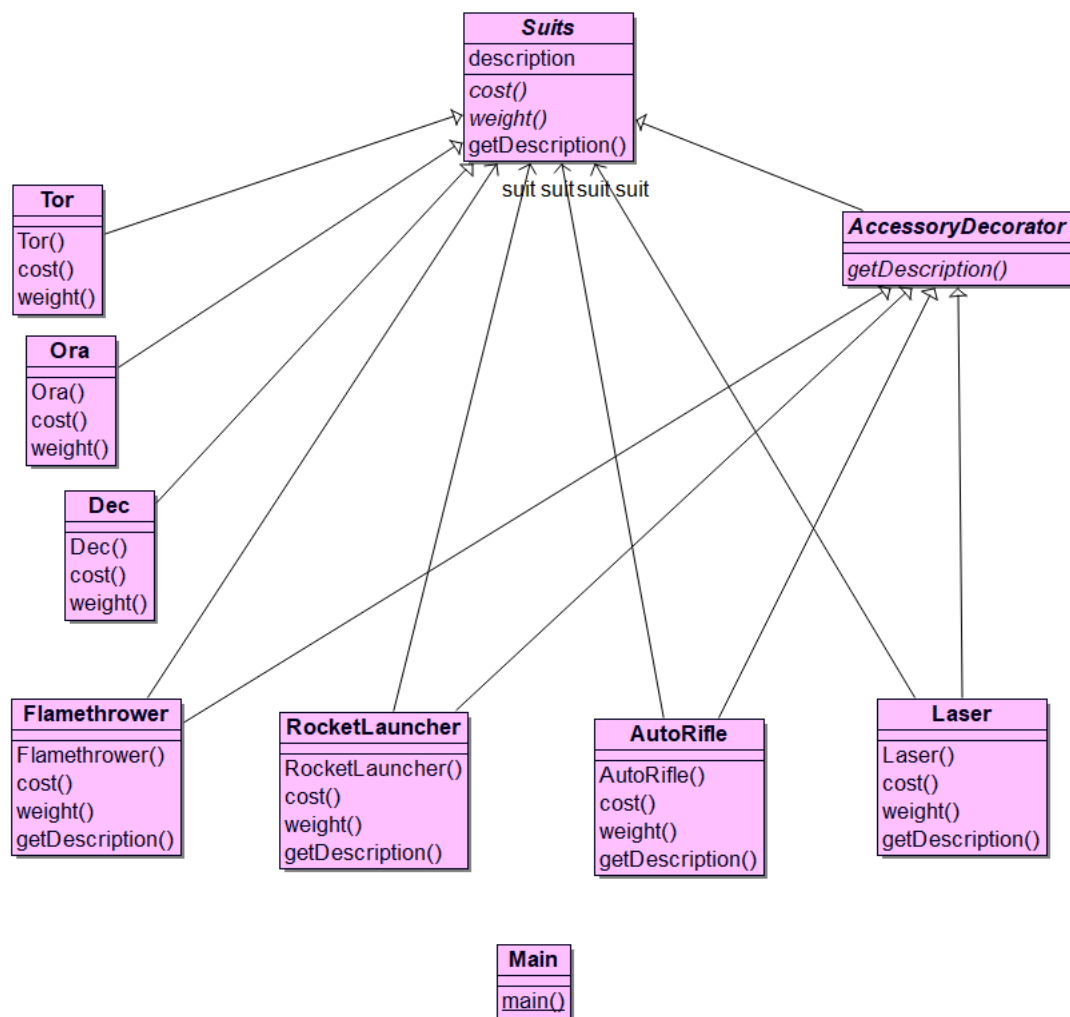 Suits
description
cost()
weight()
getDescription()
suit suit suit suit
Tor
Tor()
cost()
weight()
AccessoryDecorator
getDescription()
Ora
Ora()
cost()
weight()
Dec
Dec()
cost()
weight()
Flamethrower
Flamethrower()
cost()
weight()
getDescription()
RocketLauncher
RocketLauncher()
cost()
weight()
getDescription()
AutoRifle
AutoRifle()
cost()
weight()
getDescription()
Laser
Laser()
cost()
weight()
getDescription()
Main
main()